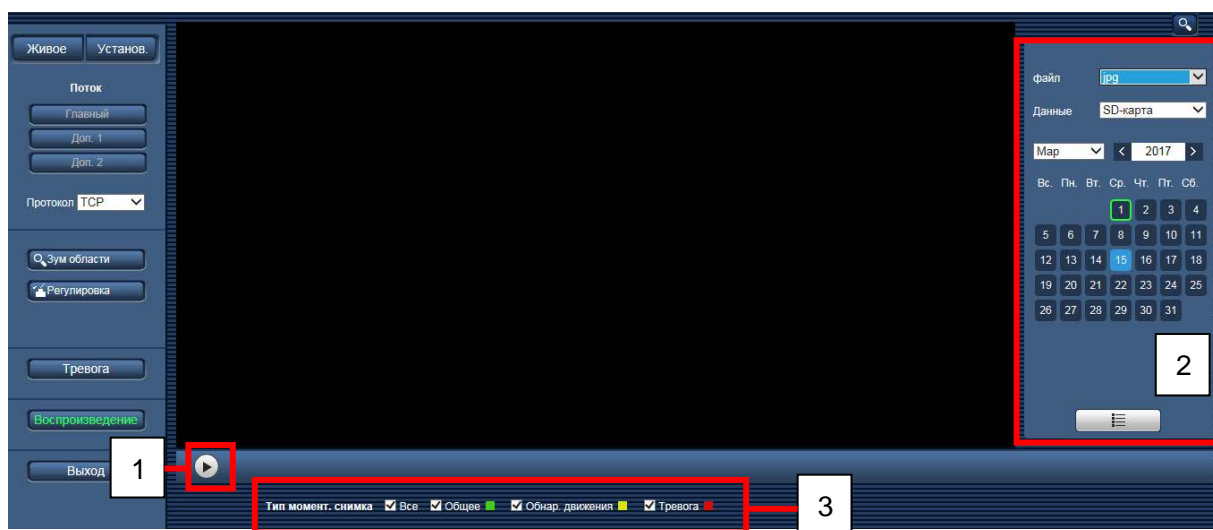 Живое Установ.
Поток
Главный
Доп. 1
Доп. 2
Протокол TCP
Зум области
Регулировка
Тревога
Воспроизведение
Выход
1
Тип момент. снимка Все Общее Обнар. движения Тревога
3
файл jpg
Данные SD-карта
Мар < 2017 >
Вс. Пн. Вт. Ср. Чт. Пт. Сб.
1 2 3 4
5 6 7 8 9 10 11
12 13 14 15 16 17 18
19 20 21 22 23 24 25
26 27 28 29 30 31
2